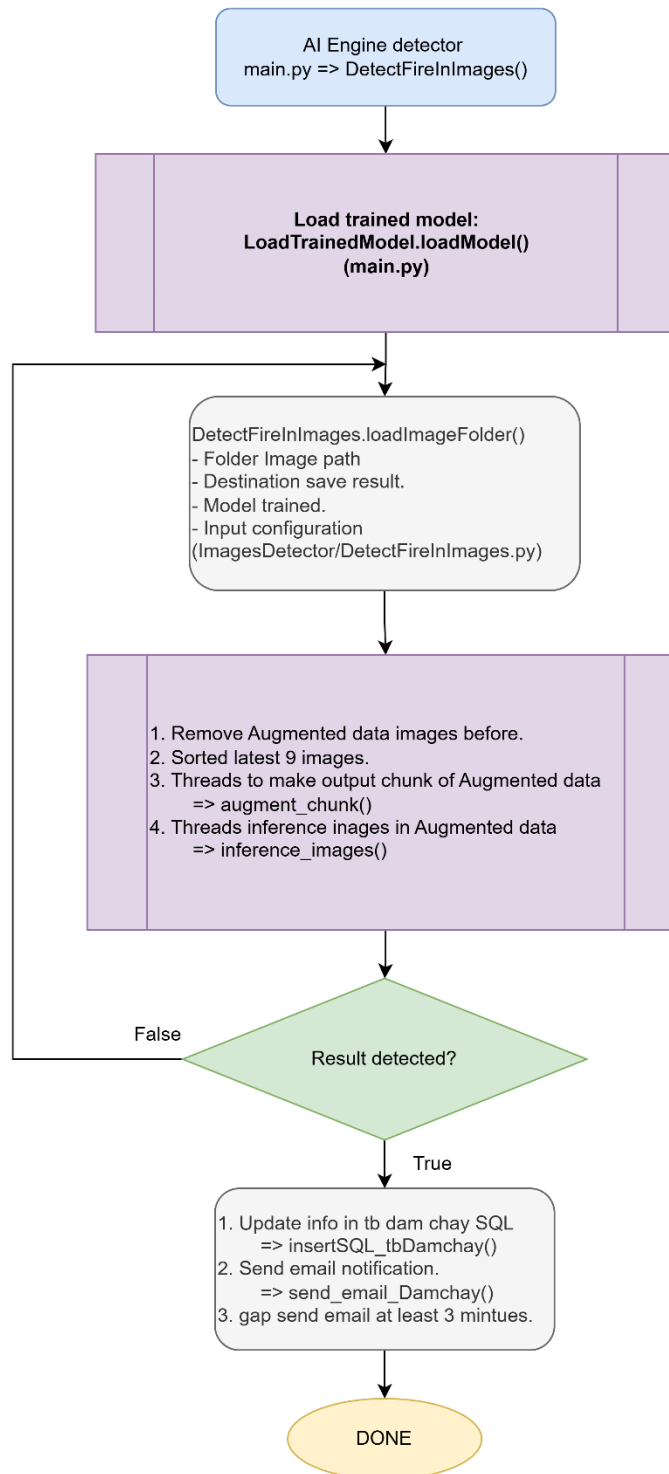 AI Engine detector
main.py => DetectFireInImages()
Load trained model:
LoadTrainedModel.loadModel()
(main.py)
DetectFireInImages.loadImageFolder()
- Folder Image path
- Destination save result.
- Model trained.
- Input configuration
(ImagesDetector/DetectFireInImages.py)
1. Remove Augmented data images before.
2. Sorted latest 9 images.
3. Threads to make output chunk of Augmented data
=> augment_chunk()
4. Threads inference inages in Augmented data
=> inference_images()
False
Result detected?
True
1. Update info in tb dam chay SQL
=> insertSQL_tbDamchay()
2. Send email notification.
=> send_email_Damchay()
3. gap send email at least 3 mintues.
DONE